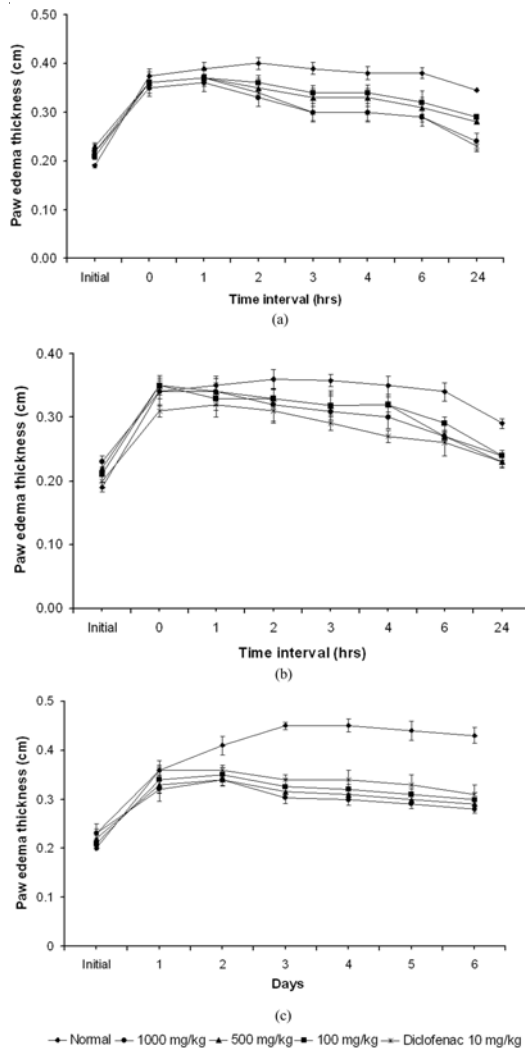 (a)
Paw edema thickness (cm)
0.50
0.40
0.30
0.20
0.10
0.00
Initial 0 1 2 3 4 6 24
Time interval (hrs)
(a)
Paw edema thickness (cm)
0.40
0.30
0.20
0.10
0.00
Initial 0 1 2 3 4 6 24
Time interval (hrs)
(b)
Paw edema thickness (cm)
0.5
0.4
0.3
0.2
0.1
0
Initial 1 2 3 4 5 6
Days
(c)
Normal 1000 mg/kg 500 mg/kg 100 mg/kg Diclofenac 10 mg/kg